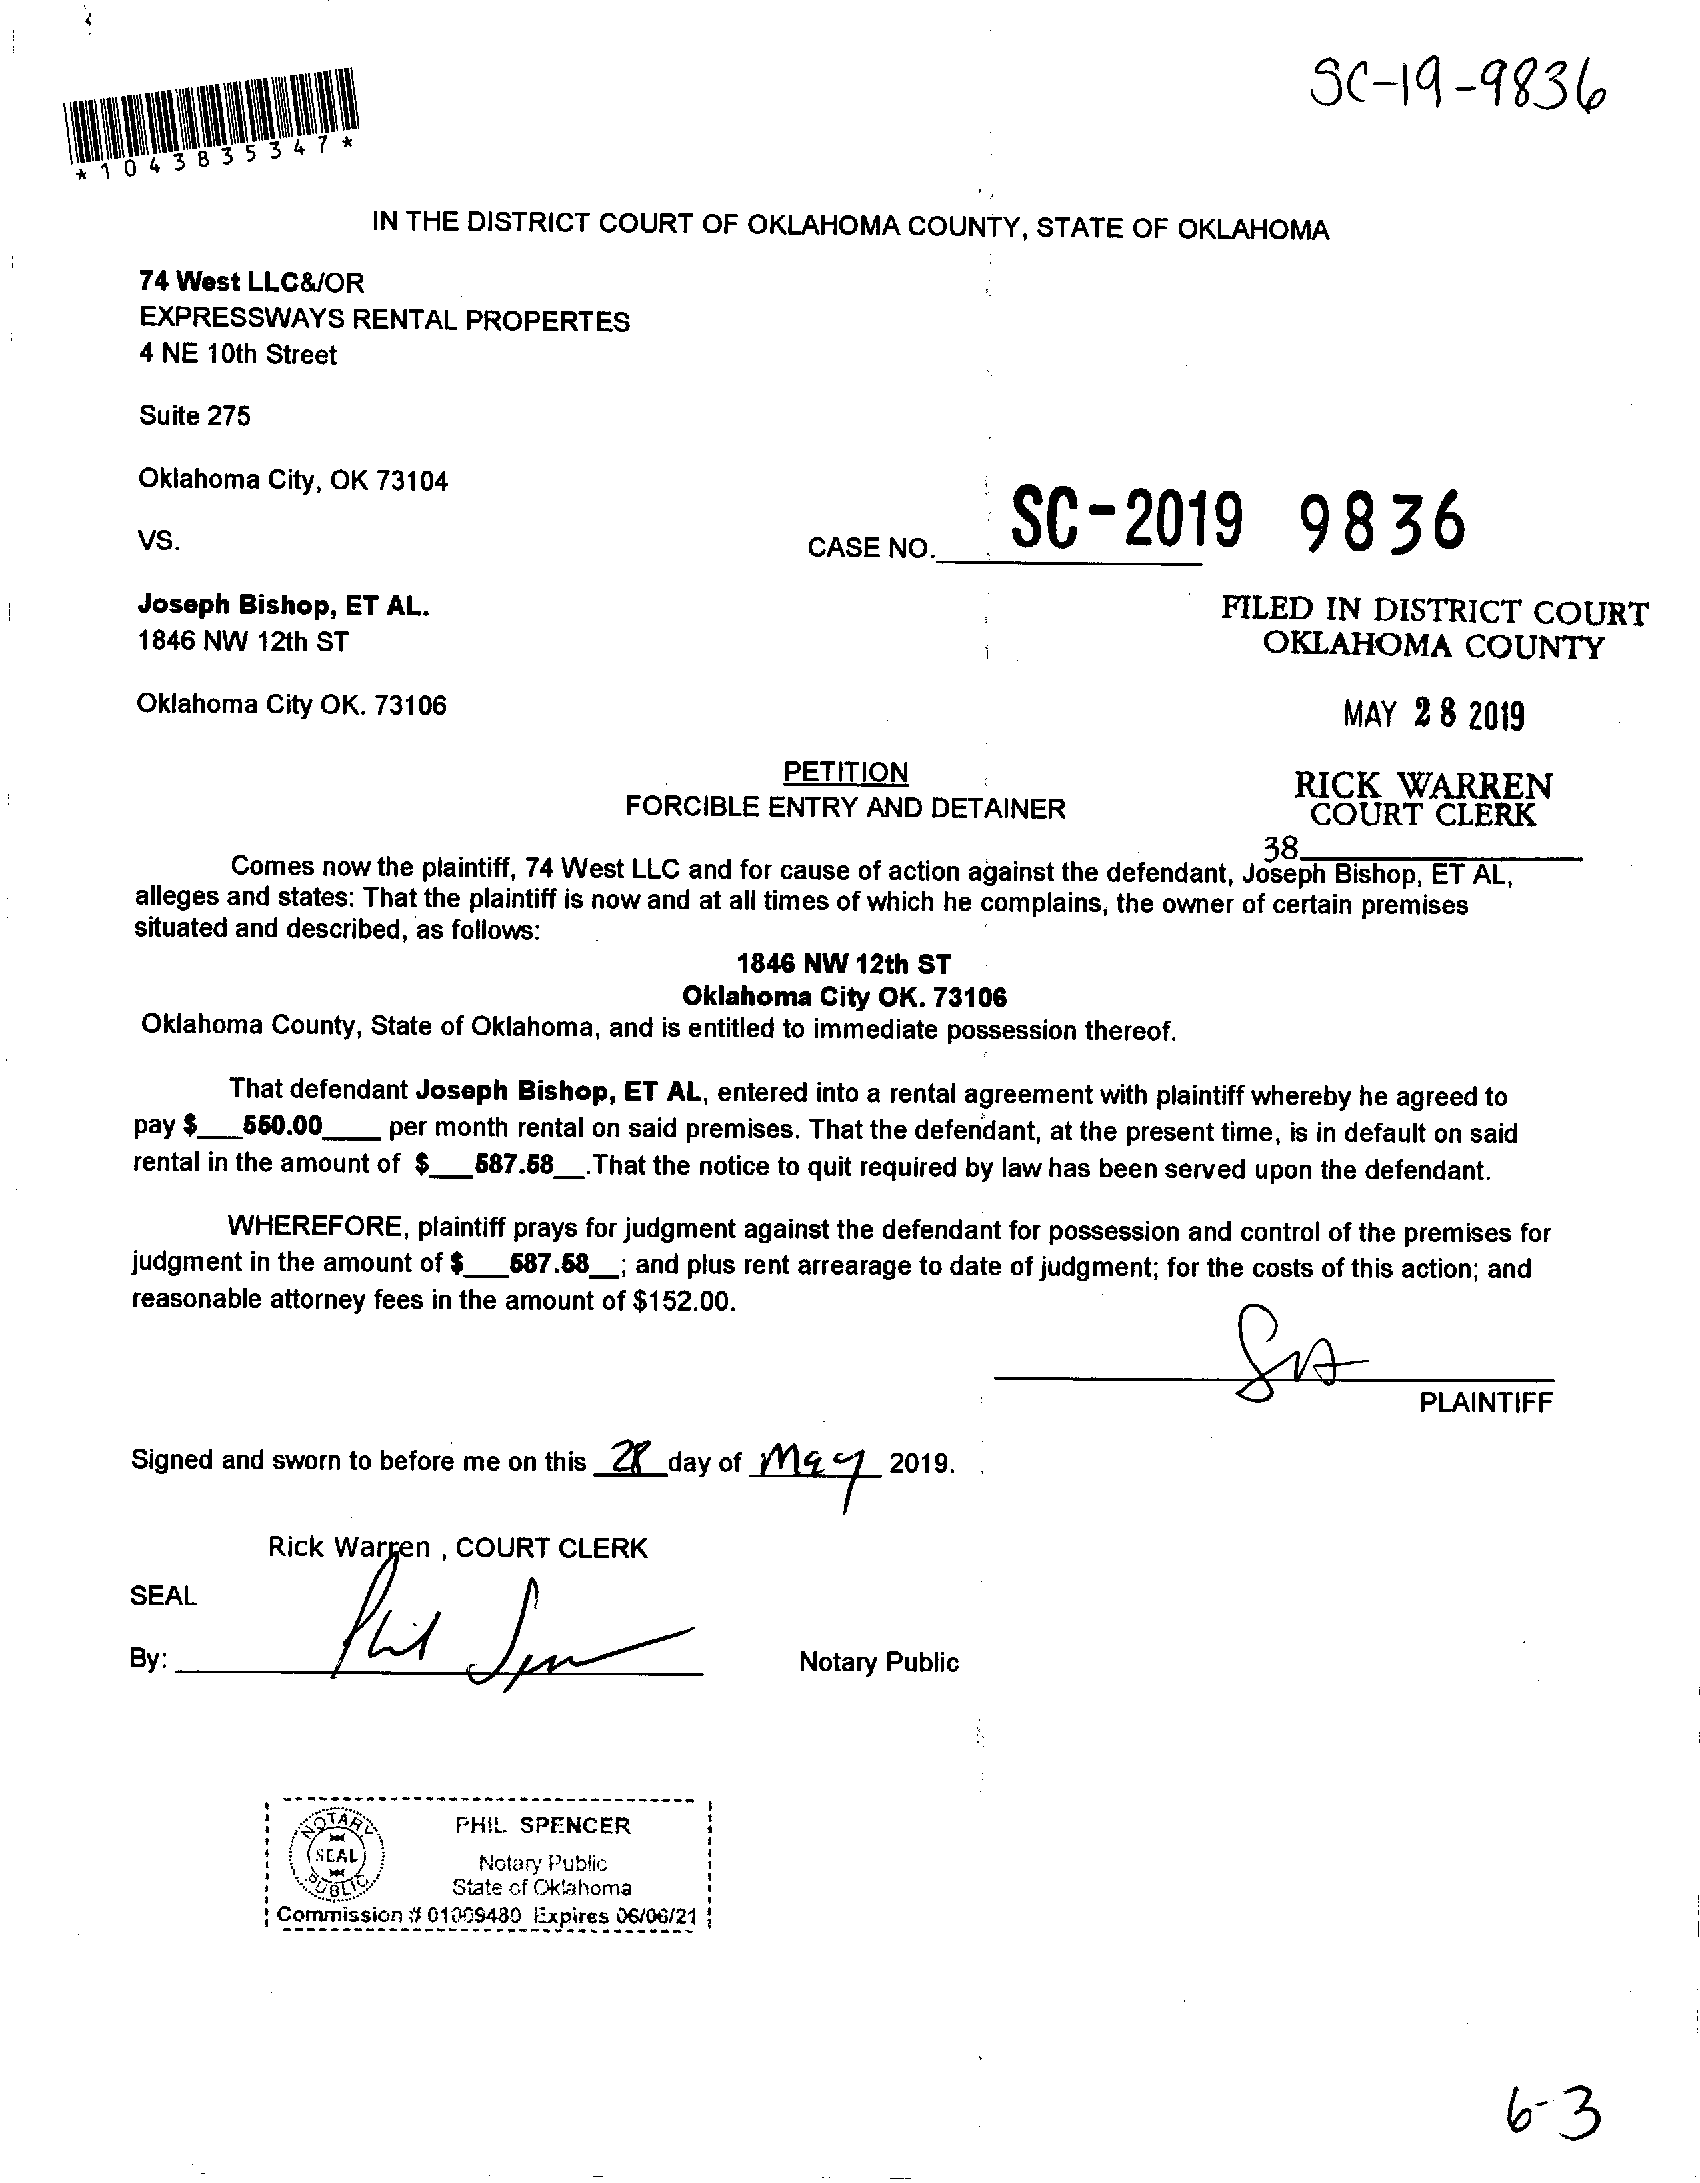 SC-19-9836
*1043835347*
IN THE DISTRICT COURT OF OKLAHOMA COUNTY, STATE OF OKLAHOMA
74 West LLC&/OR
EXPRESSWAYS RENTAL PROPERTES
4 NE 10th Street
Suite 275
Oklahoma City, OK 73104
VS.
CASE NO. SC-2019 9836
Joseph Bishop, ET AL.
1846 NW 12th ST
Oklahoma City OK. 73106
FILED IN DISTRICT COURT
OKLAHOMA COUNTY
MAY 28 2019
RICK WARREN
COURT CLERK
38
PETITION
FORCIBLE ENTRY AND DETAINER
Comes now the plaintiff, 74 West LLC and for cause of action against the defendant, Joseph Bishop, ET AL,
alleges and states: That the plaintiff is now and at all times of which he complains, the owner of certain premises
situated and described, as follows:
1846 NW 12th ST
Oklahoma City OK. 73106
Oklahoma County, State of Oklahoma, and is entitled to immediate possession thereof.
That defendant Joseph Bishop, ET AL, entered into a rental agreement with plaintiff whereby he agreed to
pay $___550.00____ per month rental on said premises. That the defendant, at the present time, is in default on said
rental in the amount of $___587.58__.That the notice to quit required by law has been served upon the defendant.
WHEREFORE, plaintiff prays for judgment against the defendant for possession and control of the premises for
judgment in the amount of $___587.58__; and plus rent arrearage to date of judgment; for the costs of this action; and
reasonable attorney fees in the amount of $152.00.
PLAINTIFF
Signed and sworn to before me on this 28 day of May 2019.
Rick Warren , COURT CLERK
SEAL
By: Phil Spencer
Notary Public
NOTARY PUBLIC
SEAL
PHIL SPENCER
Notary Public
State of Oklahoma
Commission # 01009480 Expires 06/06/21
6-3